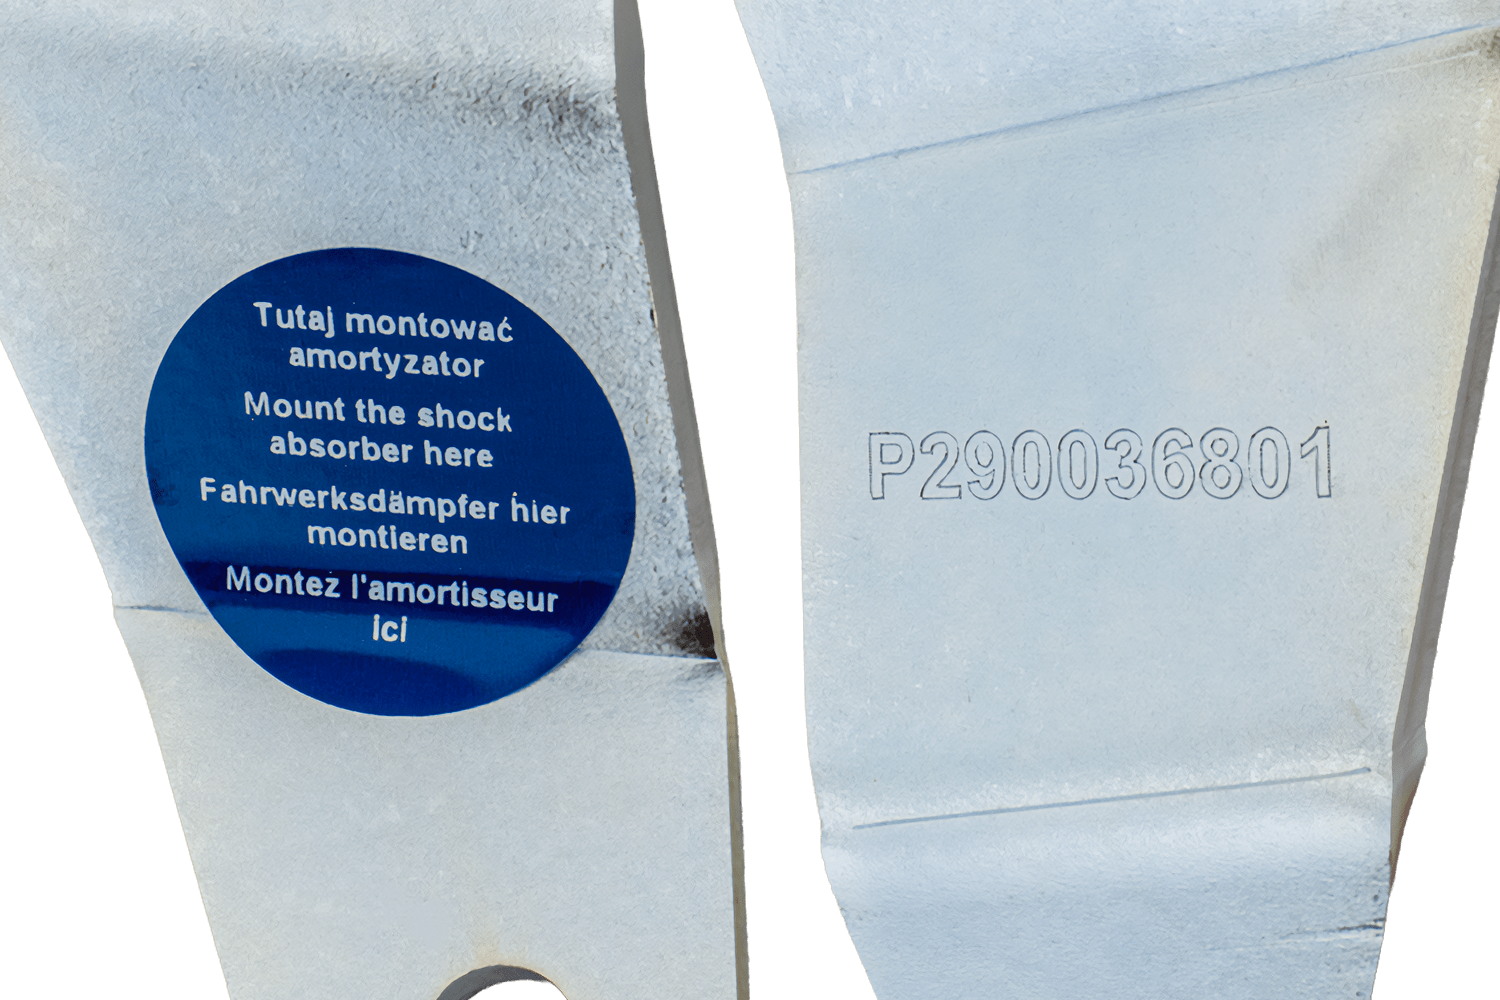 Tutaj montować
amortyzator
Mount the shock
absorber here
Fahrwerksdämpfer hier
montieren
Montez l'amortisseur
ici
P290036801